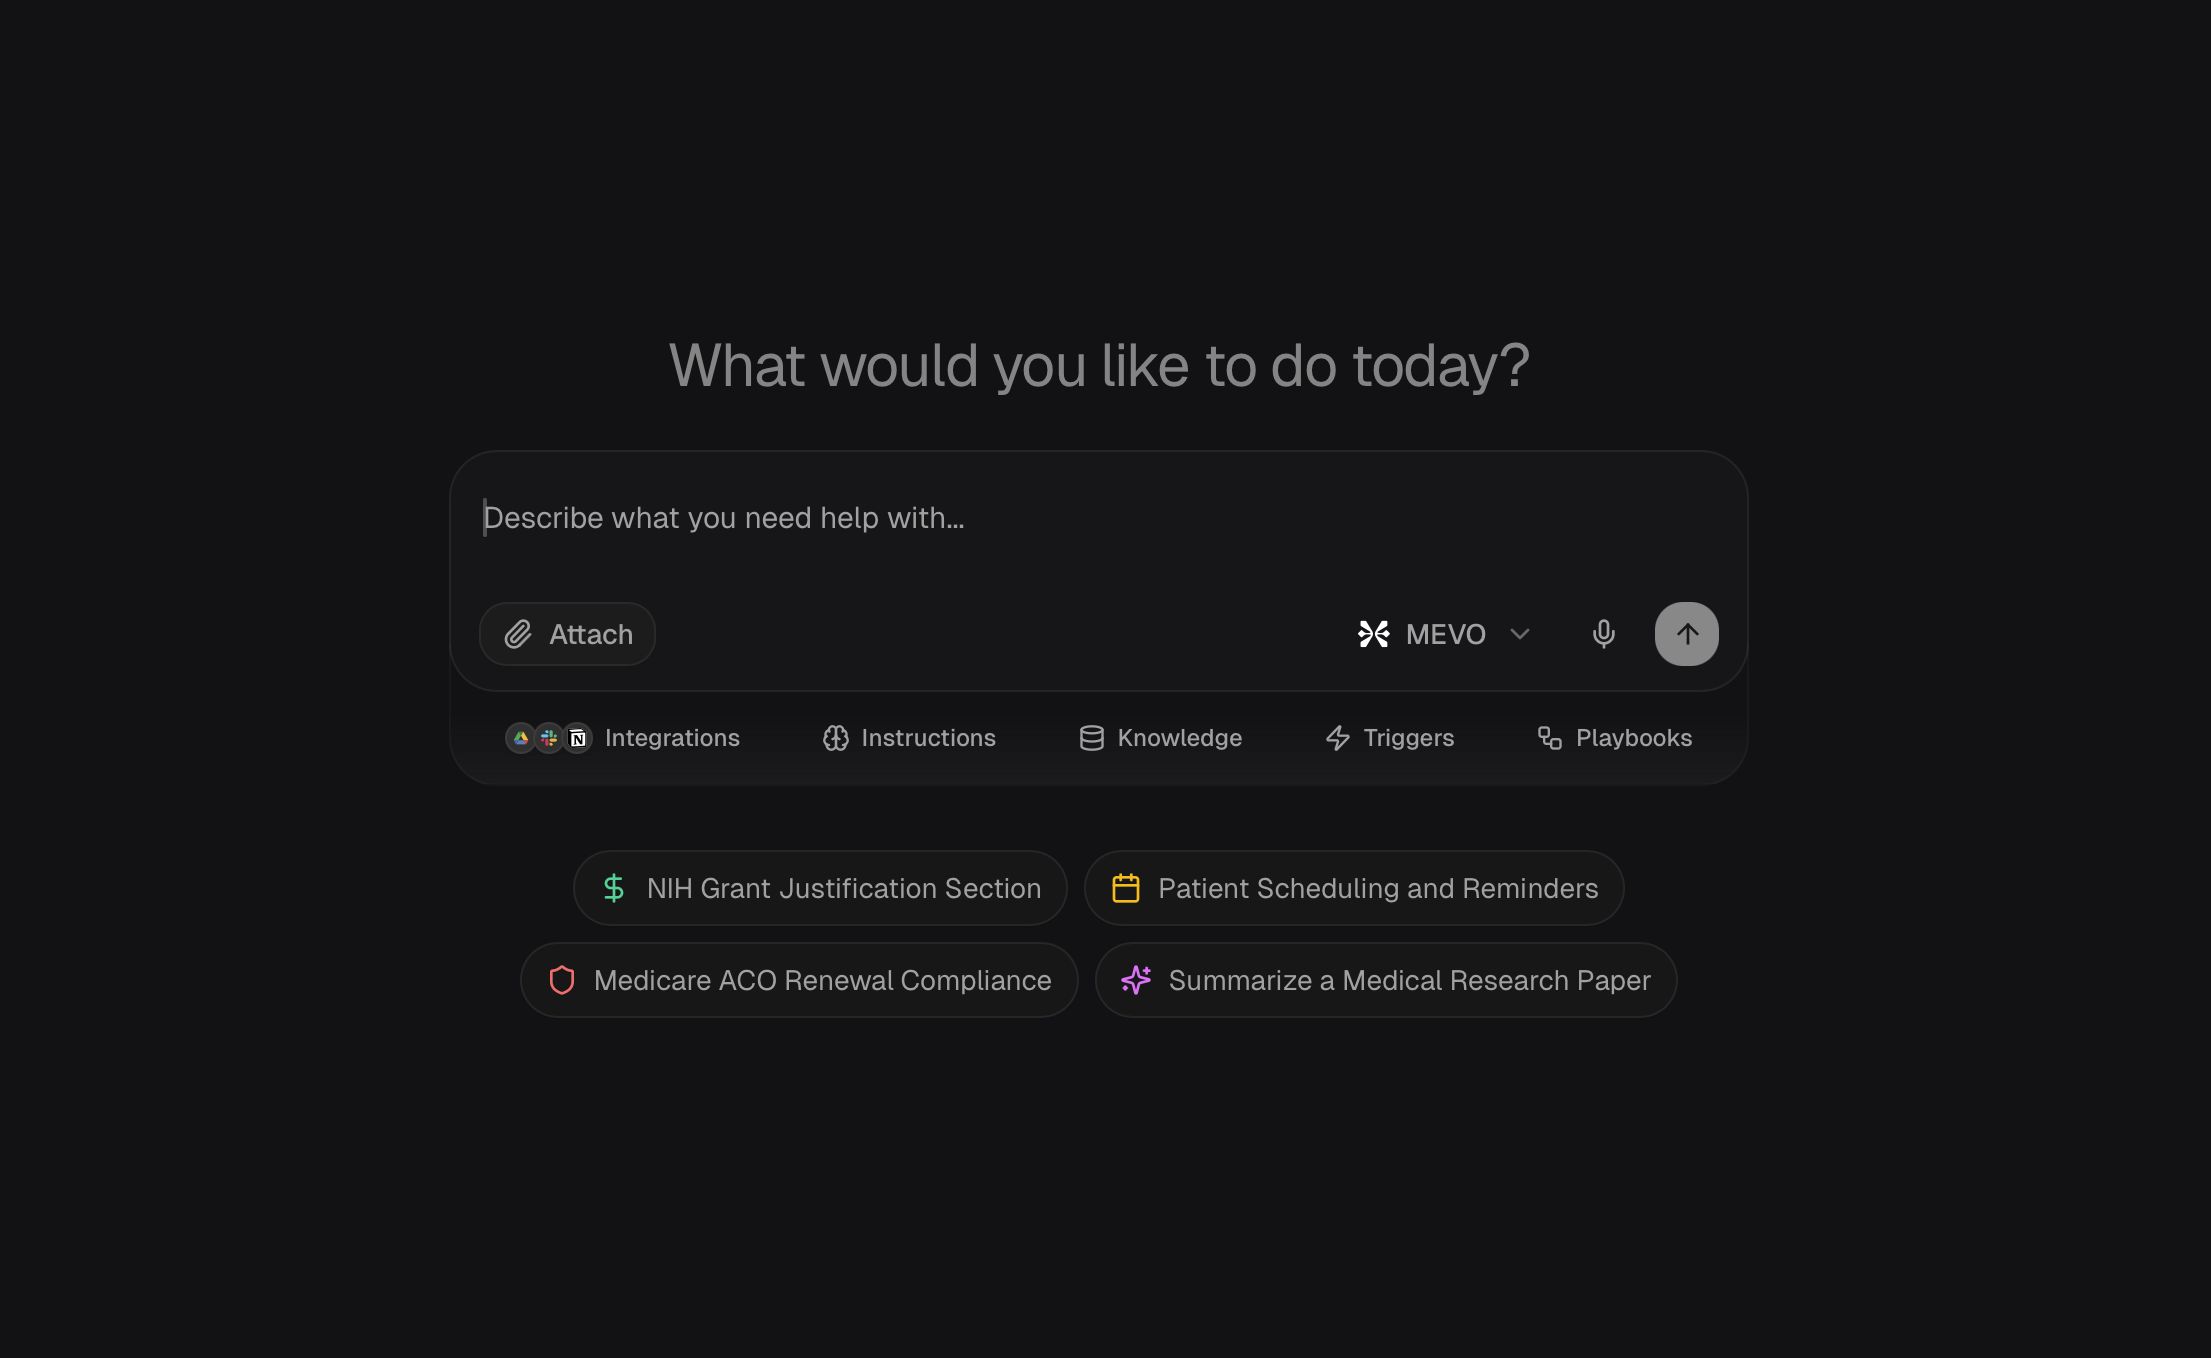 What would you like to do today?
Describe what you need help with...
Attach
MEVO
Integrations
Instructions
Knowledge
Triggers
Playbooks
NIH Grant Justification Section
Patient Scheduling and Reminders
Medicare ACO Renewal Compliance
Summarize a Medical Research Paper